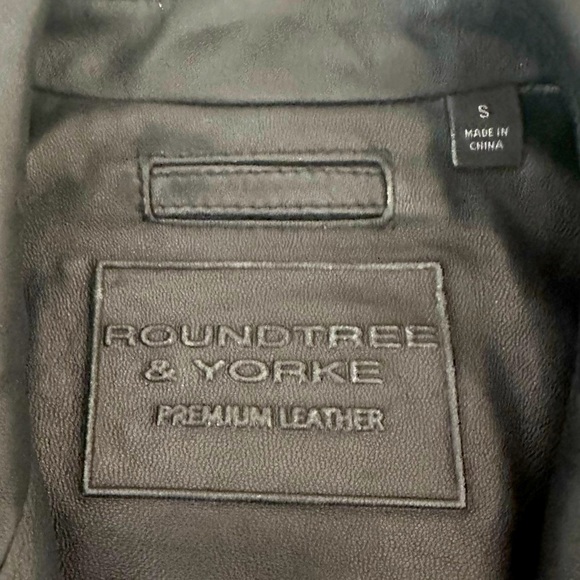 S
MADE IN
CHINA
ROUNDTREE
& YORKE
PREMIUM LEATHER